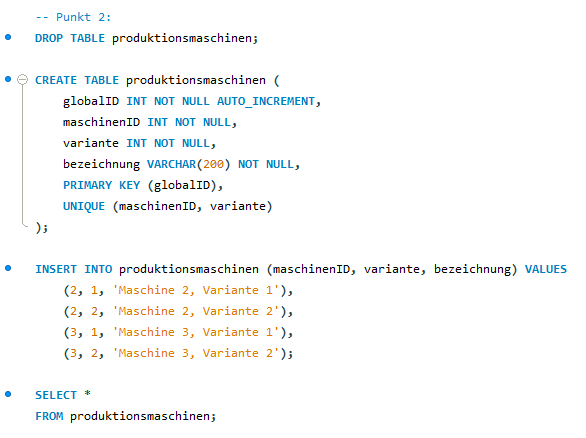 -- Punkt 2:
DROP TABLE produktionsmaschinen;
CREATE TABLE produktionsmaschinen (
globalID INT NOT NULL AUTO_INCREMENT,
maschinenID INT NOT NULL,
variante INT NOT NULL,
bezeichnung VARCHAR(200) NOT NULL,
PRIMARY KEY (globalID),
UNIQUE (maschinenID, variante)
);
INSERT INTO produktionsmaschinen (maschinenID, variante, bezeichnung) VALUES
(2, 1, 'Maschine 2, Variante 1'),
(2, 2, 'Maschine 2, Variante 2'),
(3, 1, 'Maschine 3, Variante 1'),
(3, 2, 'Maschine 3, Variante 2');
SELECT *
FROM produktionsmaschinen;